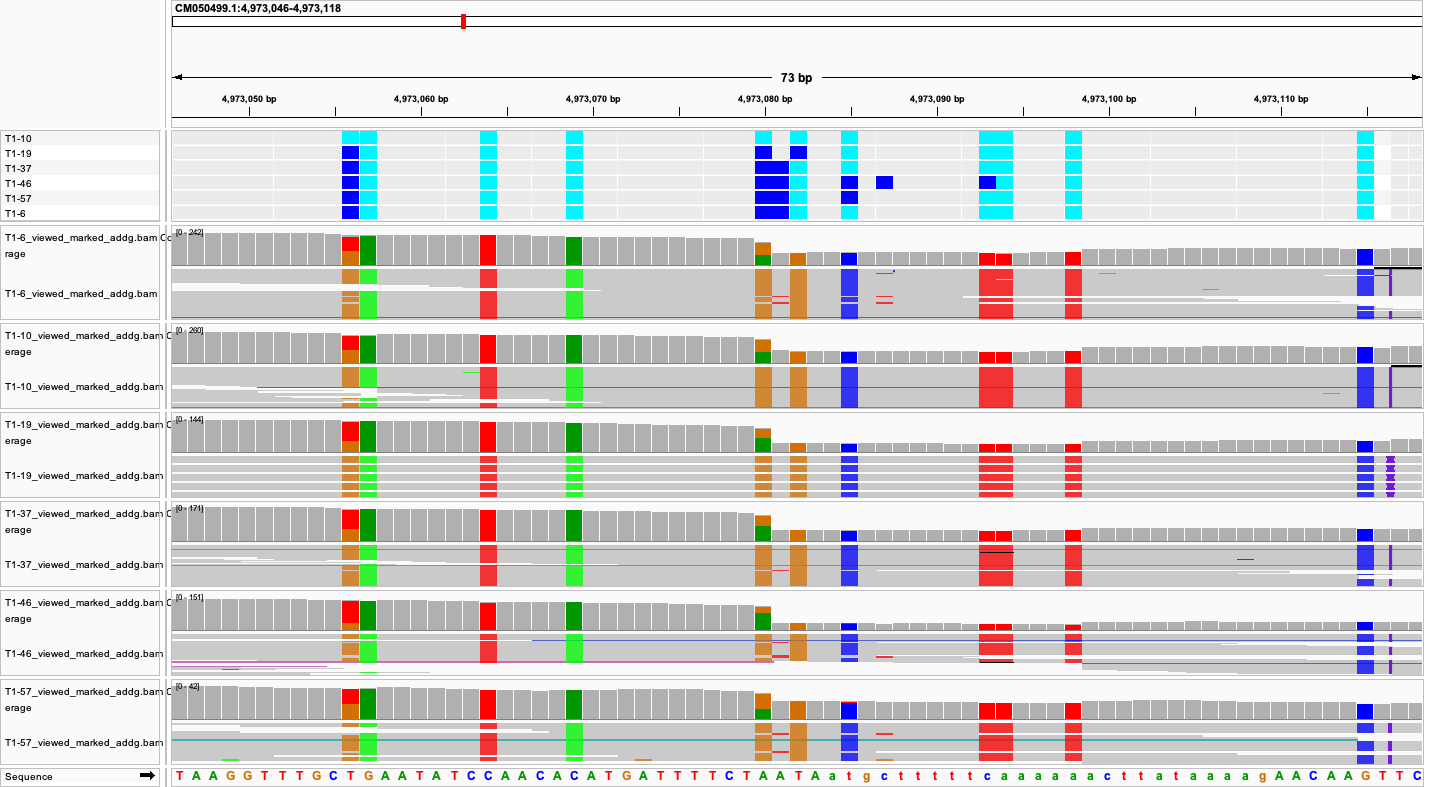 CM050499.1:4,973,046-4,973,118
73 bp
4,973,050 bp 4,973,060 bp 4,973,070 bp 4,973,080 bp 4,973,090 bp 4,973,100 bp 4,973,110 bp
T1-10
T1-19
T1-37
T1-46
T1-57
T1-6
T1-6_viewed_marked_addg.bam Co
rage
[0 - 242]
T1-6_viewed_marked_addg.bam
T1-10_viewed_marked_addg.bam C
erage
[0 - 260]
T1-10_viewed_marked_addg.bam
T1-19_viewed_marked_addg.bam C
erage
[0 - 144]
T1-19_viewed_marked_addg.bam
T1-37_viewed_marked_addg.bam C
erage
[0 - 171]
T1-37_viewed_marked_addg.bam
T1-46_viewed_marked_addg.bam C
erage
[0 - 151]
T1-46_viewed_marked_addg.bam
T1-57_viewed_marked_addg.bam C
erage
[0 - 42]
T1-57_viewed_marked_addg.bam
Sequence T A A G G T T T G C T G A A T A T C C A A C A C A T G A T T T T C T A A T A a t g c t t t t t c a a a a a a c t t a t a a a a g A A C A A G T T C